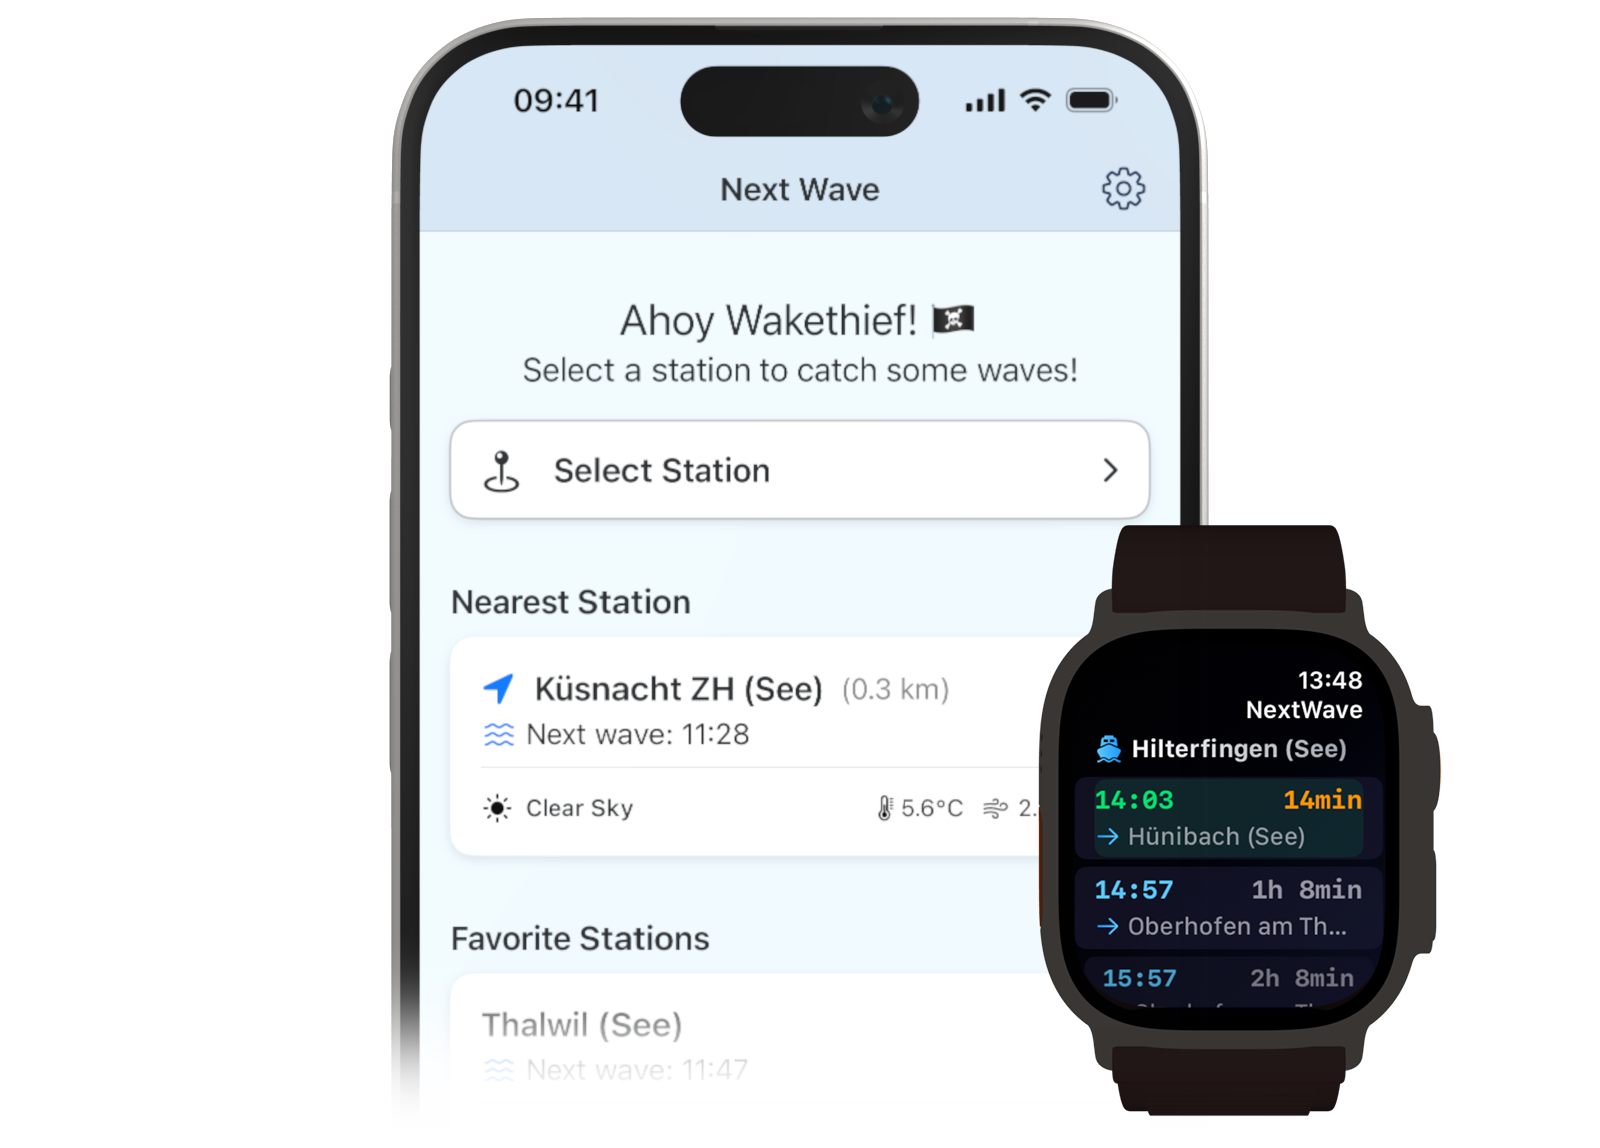 09:41
Next Wave
Ahoy Wakethief!
Select a station to catch some waves!
Select Station
Nearest Station
Küsnacht ZH (See) (0.3 km)
Next wave: 11:28
Clear Sky 5.6°C 2.
Favorite Stations
Thalwil (See)
Next wave: 11:47
13:48
NextWave
Hilterfingen (See)
14:03 14min
→ Hünibach (See)
14:57 1h 8min
→ Oberhofen am Th...
15:57 2h 8min